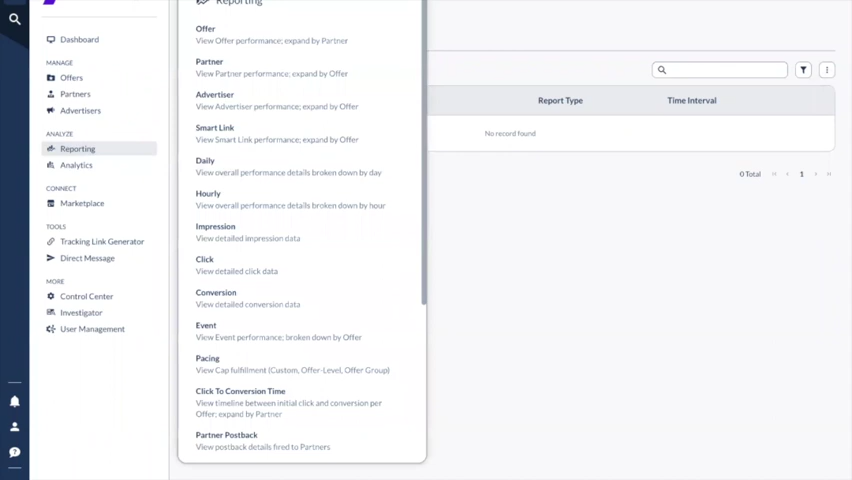 Reporting
Dashboard
MANAGE
Offers
Partners
Advertisers
ANALYZE
Reporting
Analytics
CONNECT
Marketplace
TOOLS
Tracking Link Generator
Direct Message
MORE
Control Center
Investigator
User Management
Offer
View Offer performance; expand by Partner
Partner
View Partner performance; expand by Offer
Advertiser
View Advertiser performance; expand by Offer
Smart Link
View Smart Link performance; expand by Offer
Daily
View overall performance details broken down by day
Hourly
View overall performance details broken down by hour
Impression
View detailed impression data
Click
View detailed click data
Conversion
View detailed conversion data
Event
View Event performance; broken down by Offer
Pacing
View Cap fulfillment (Custom, Offer-Level, Offer Group)
Click To Conversion Time
View timeline between initial click and conversion per
Offer; expand by Partner
Partner Postback
View postback details fired to Partners
Report Type Time Interval
No record found
0 Total 1